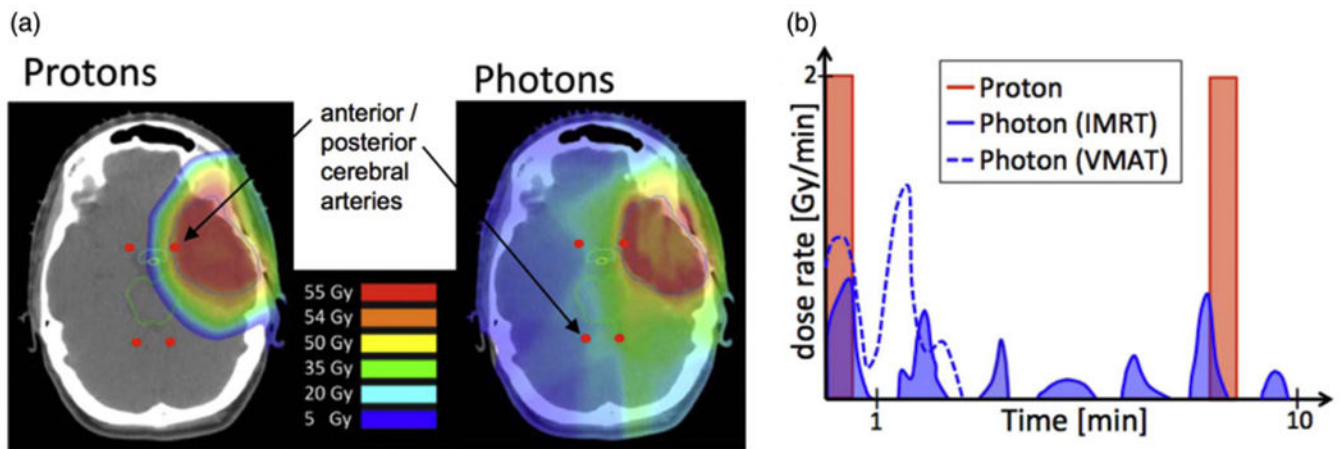 (a)
Protons
Photons
anterior /
posterior
cerebral
arteries
55 Gy
54 Gy
50 Gy
35 Gy
20 Gy
5 Gy
(b)
2
dose rate [Gy/min]
Proton
Photon (IMRT)
Photon (VMAT)
1
Time [min]
10